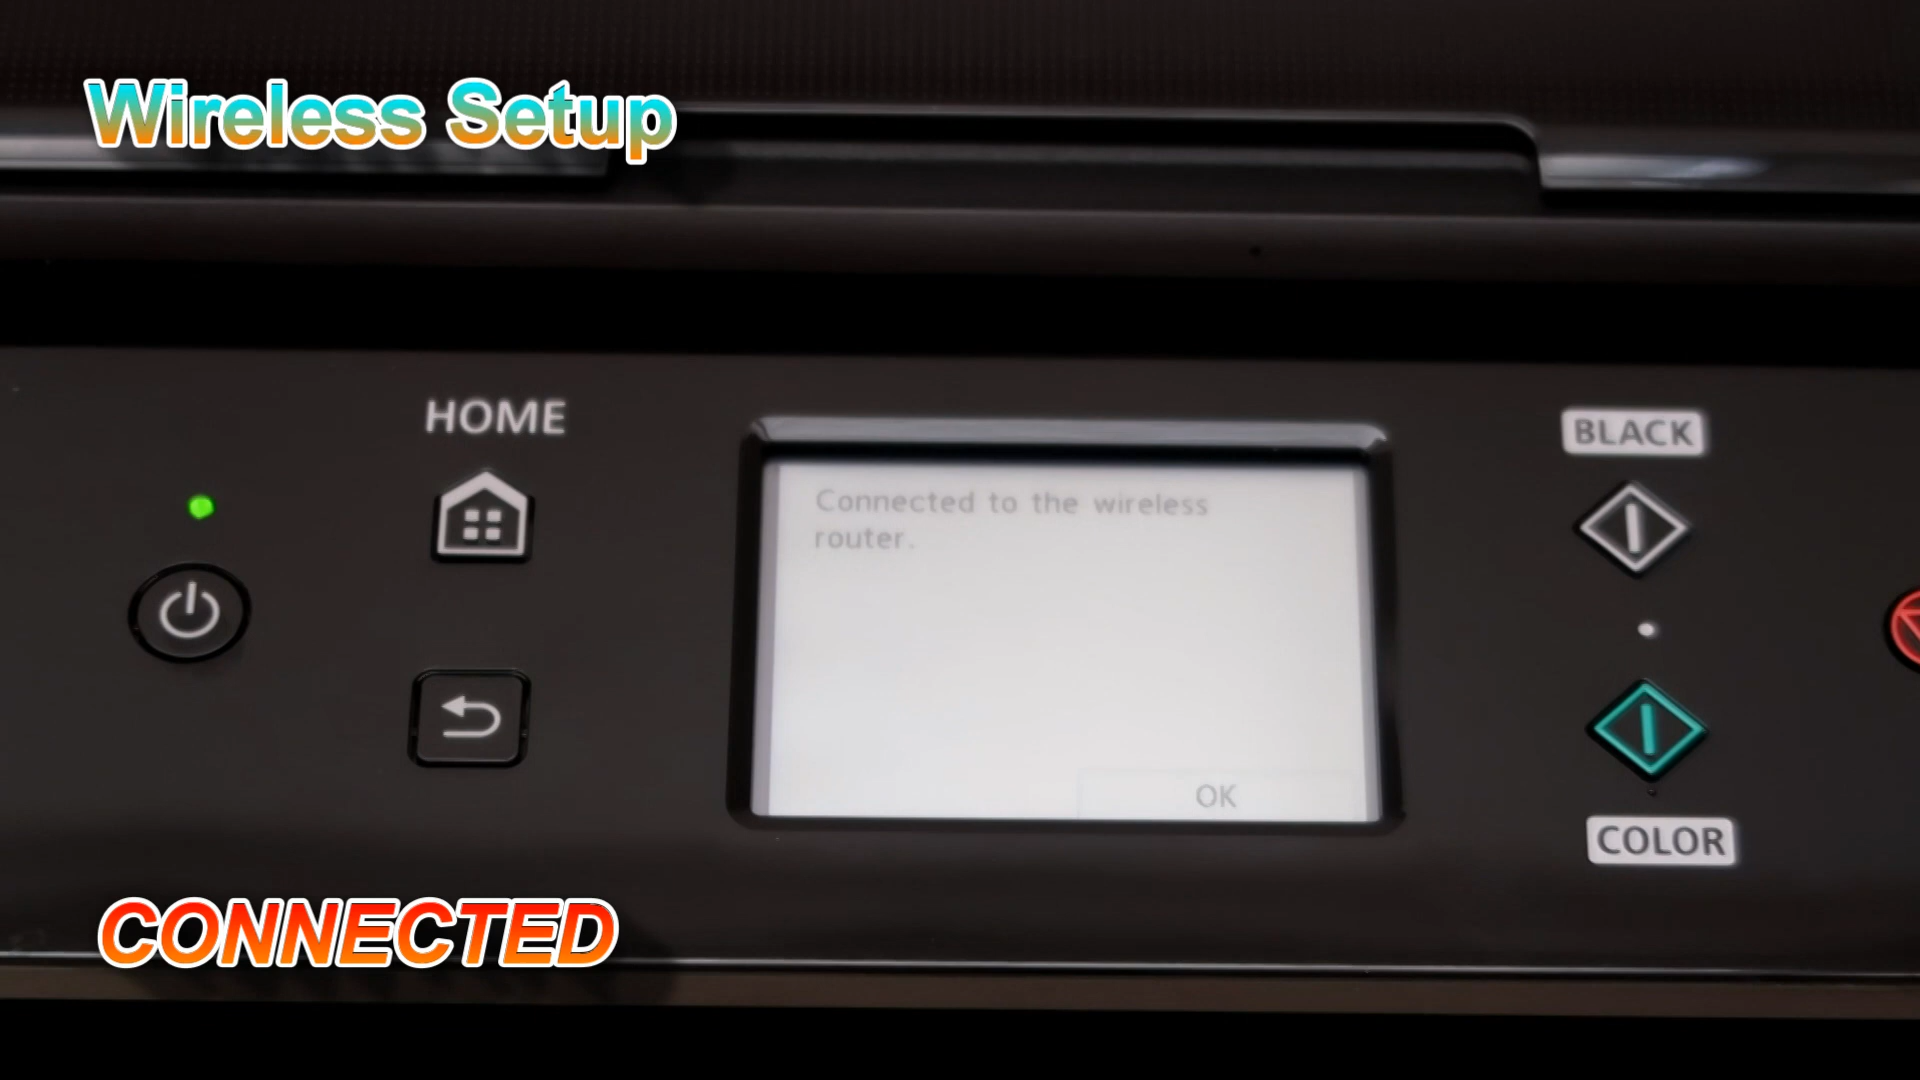 Wireless Setup
HOME
BLACK
Connected to the wireless
router.
OK
COLOR
CONNECTED